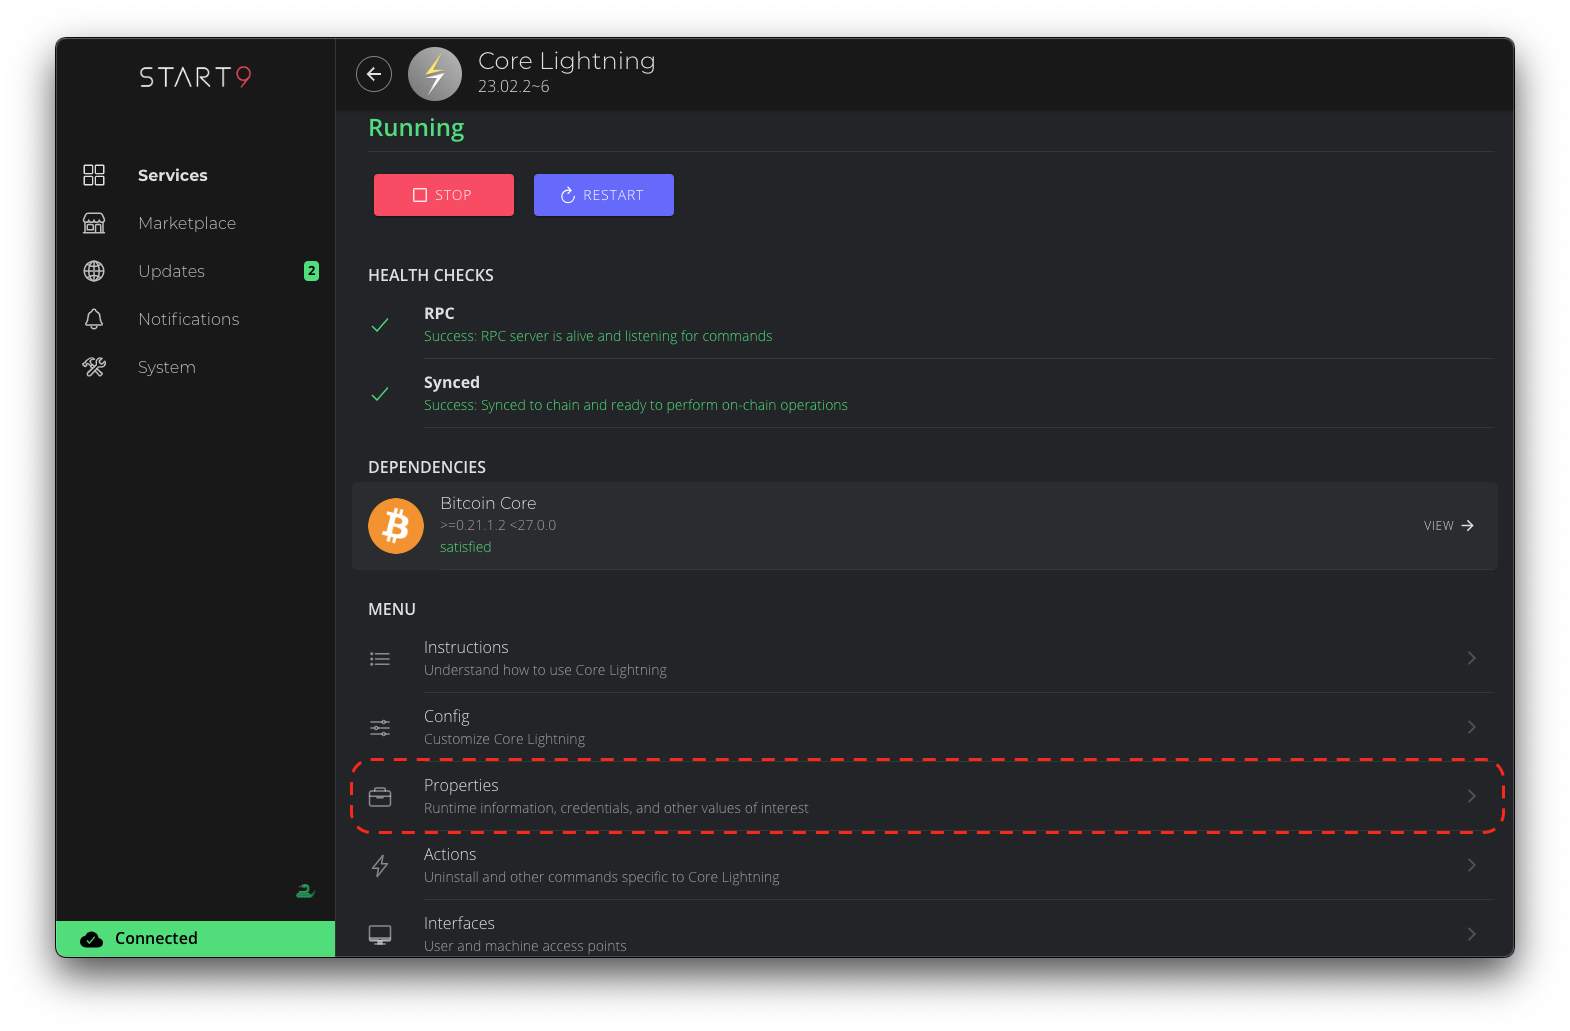 START9
Services
Marketplace
Updates 2
Notifications
System
Connected
Core Lightning
23.02.2~6
Running
STOP RESTART
HEALTH CHECKS
RPC
Success: RPC server is alive and listening for commands
Synced
Success: Synced to chain and ready to perform on-chain operations
DEPENDENCIES
Bitcoin Core
>=0.21.1.2 <27.0.0
satisfied
VIEW
MENU
Instructions
Understand how to use Core Lightning
Config
Customize Core Lightning
Properties
Runtime information, credentials, and other values of interest
Actions
Uninstall and other commands specific to Core Lightning
Interfaces
User and machine access points